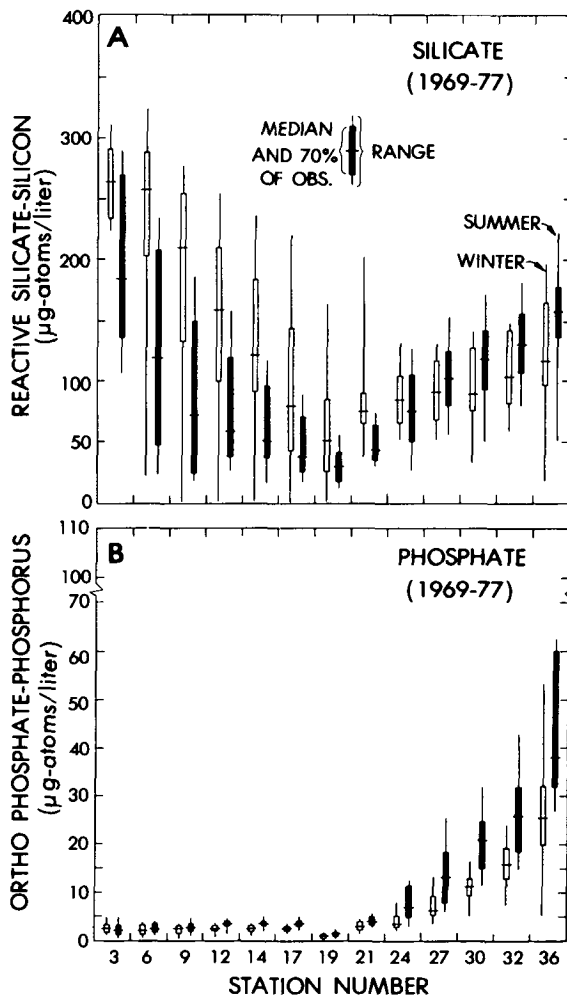 A
SILICATE
(1969-77)
MEDIAN
AND 70%
OF OBS.
RANGE
SUMMER
WINTER
REACTIVE SILICATE-SILICON
(µg-atoms/liter)
400
300
200
100
50
0
B
PHOSPHATE
(1969-77)
ORTHO PHOSPHATE-PHOSPHORUS
(µg-atoms/liter)
110
100
70
60
50
40
30
20
10
0
3 6 9 12 14 17 19 21 24 27 30 32 36
STATION NUMBER